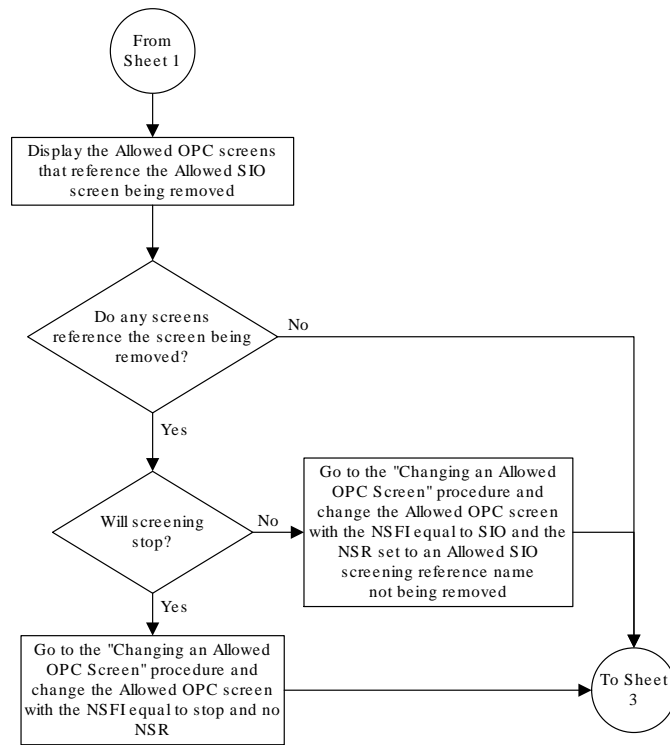 From
Sheet 1
Display the Allowed OPC screens
that reference the Allowed SIO
screen being removed
Do any screens
reference the screen being
removed?
No
Yes
Will screening
stop?
No
Go to the "Changing an Allowed
OPC Screen" procedure and
change the Allowed OPC screen
with the NSFI equal to SIO and the
NSR set to an Allowed SIO
screening reference name
not being removed
Yes
Go to the "Changing an Allowed
OPC Screen" procedure and
change the Allowed OPC screen
with the NSFI equal to stop and no
NSR
To Sheet
3